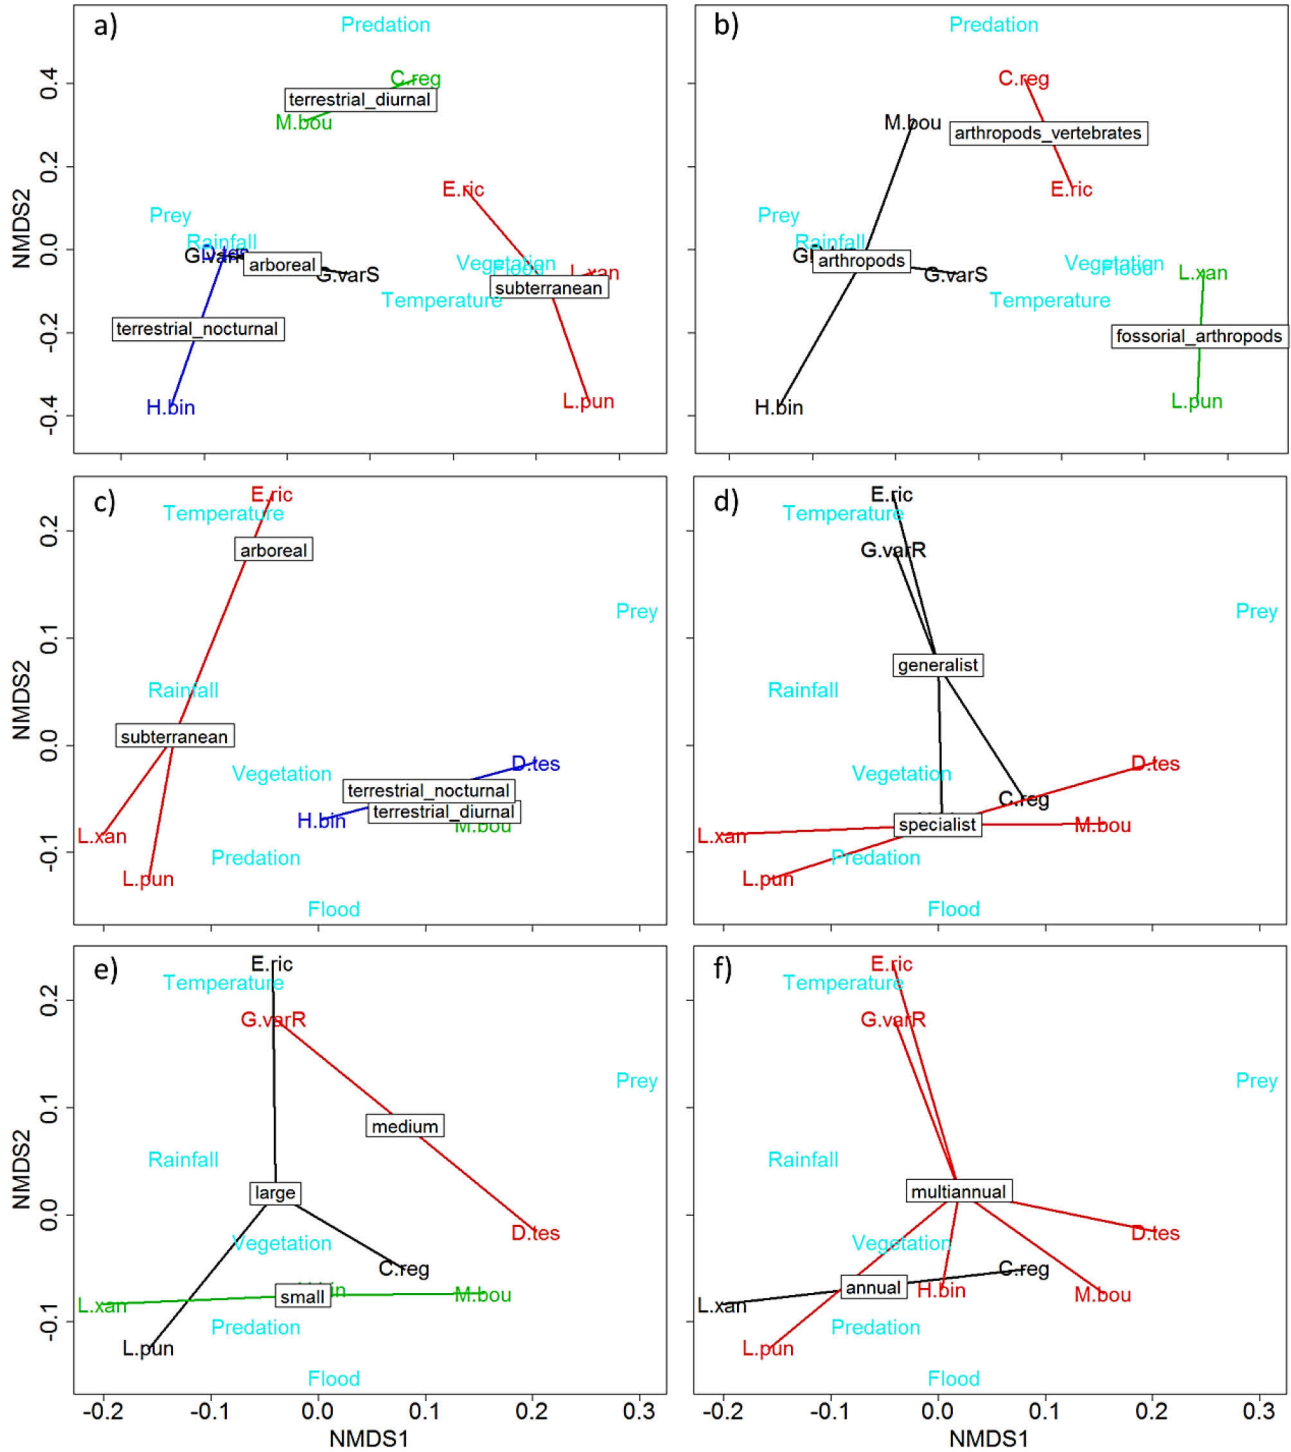 a)
Predation
C.reg
terrestrial_diurnal
M.bou
E.ric
Prey
Rainfall
arboreal
G.varS
Vegetation
Flood
L.xan
subterranean
Temperature
terrestrial_nocturnal
H.bin
L.pun
NMDS2
0.4
0.2
0.0
-0.2
-0.4
b)
Predation
C.reg
M.bou
arthropods_vertebrates
E.ric
Prey
Rainfall
arthropods
G.varS
Vegetation
Flood
L.xan
Temperature
fossorial_arthropods
H.bin
L.pun
c)
E.ric
Temperature
arboreal
Prey
Rainfall
subterranean
Vegetation
D.tes
terrestrial_nocturnal
terrestrial_diurnal
H.bin
M.bou
L.xan
Predation
L.pun
Flood
NMDS2
0.2
0.1
0.0
-0.1
d)
E.ric
Temperature
G.varR
Prey
generalist
Rainfall
Vegetation
D.tes
C.reg
specialist
M.bou
L.xan
Predation
L.pun
Flood
e)
E.ric
Temperature
G.varR
Prey
medium
Rainfall
large
Vegetation
D.tes
C.reg
small
M.bou
L.xan
Predation
L.pun
Flood
NMDS2
0.2
0.1
0.0
-0.1
-0.2 -0.1 0.0 0.1 0.2 0.3
NMDS1
f)
E.ric
Temperature
G.varR
Prey
Rainfall
multiannual
Vegetation
D.tes
C.reg
annual
H.bin
M.bou
L.xan
Predation
L.pun
Flood
-0.2 -0.1 0.0 0.1 0.2 0.3
NMDS1